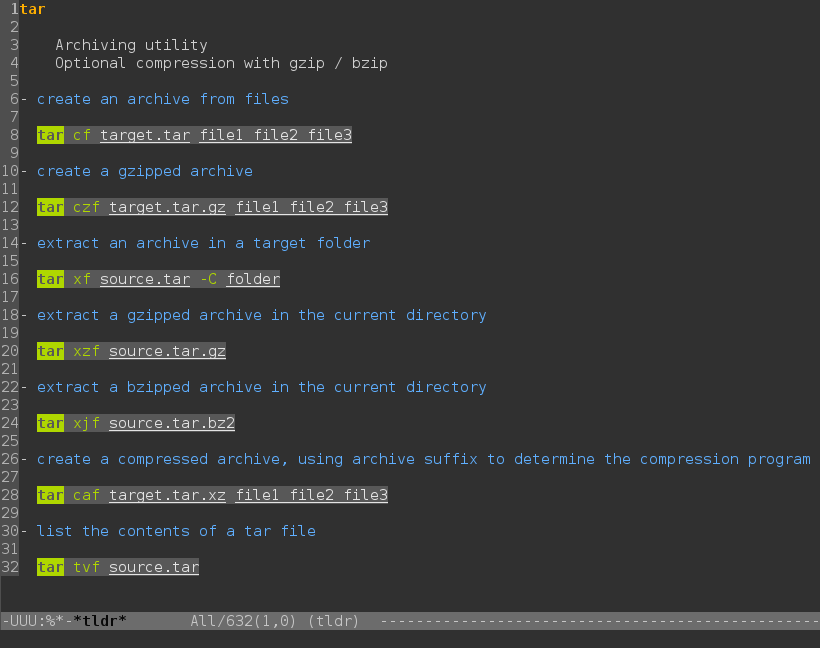 1 tar
2
3 Archiving utility
4 Optional compression with gzip / bzip
5
6 - create an archive from files
7
8 tar cf target.tar file1 file2 file3
9
10 - create a gzipped archive
11
12 tar czf target.tar.gz file1 file2 file3
13
14 - extract an archive in a target folder
15
16 tar xf source.tar -C folder
17
18 - extract a gzipped archive in the current directory
19
20 tar xzf source.tar.gz
21
22 - extract a bzipped archive in the current directory
23
24 tar xjf source.tar.bz2
25
26 - create a compressed archive, using archive suffix to determine the compression program
27
28 tar caf target.tar.xz file1 file2 file3
29
30 - list the contents of a tar file
31
32 tar tvf source.tar
-UUU:%*-*tldr* All/632(1,0) (tldr) -------------------------------------------------